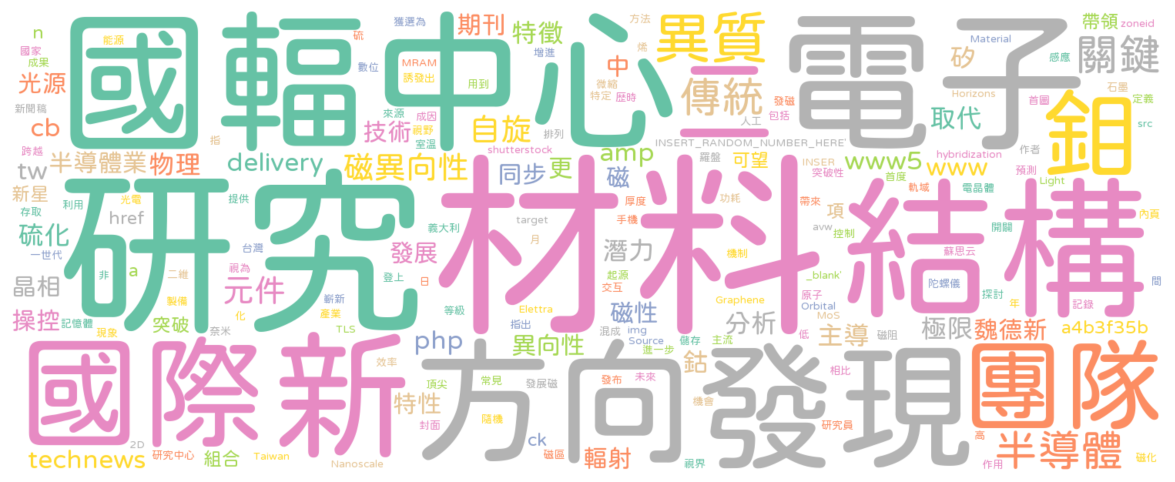 國輻中心
電子
研究
材料
結構
國際
新
方向
發現
團隊
異質
二
傳統
鉬
關鍵
取代
矽
帶領
zoneid
Material
感應
Horizons
石墨
首圖
定義
src
作者
hybridization
www
www5
首度
突破性
預測
Light
軌域
電晶體
內頁
n
國家
成果
能源
獲選為
硫
期刊
特徵
增進
方法
烯
中
MRAM
誘發出
數位
用到
微縮
特定
歷時
發磁
包括
人工
光源
新聞稿
cb
跨越
指
來源
成因
視野
室溫
技術
自旋
排列
shutterstock
INSERT_RANDOM_NUMBER_HERE'
羅盤
可望
INSER
amp
tw
半導體業
物理
delivery
磁異向性
同步
更
磁
新星
存取
利用
光電
href
提供
硫化
一世代
台灣
a
非
二維
視為
登上
嶄新
義大利
target
月
日
發展
厚度
手機
功耗
帶來
項
avw
控制
潛力
機制
_blank'
起源
交互
蘇思云
開關
陀螺儀
探討
間
年
記錄
晶相
元件
製備
化
產業
等級
Elettra
磁性
Graphene
原子
Orbital
MoS
操控
記憶體
現象
突破
奈米
TLS
php
指出
混成
img
Source
儲存
主流
分析
低
主導
磁阻
極限
魏德新
a4b3f35b
效率
異向性
進一步
鈷
相比
特性
頂尖
常見
發展磁
發布
未來
機會
封面
隨機
2D
technews
研究中心
組合
Taiwan
Nanoscale
ck
磁區
輻射
視界
研究員
高
作用
半導體
磁化